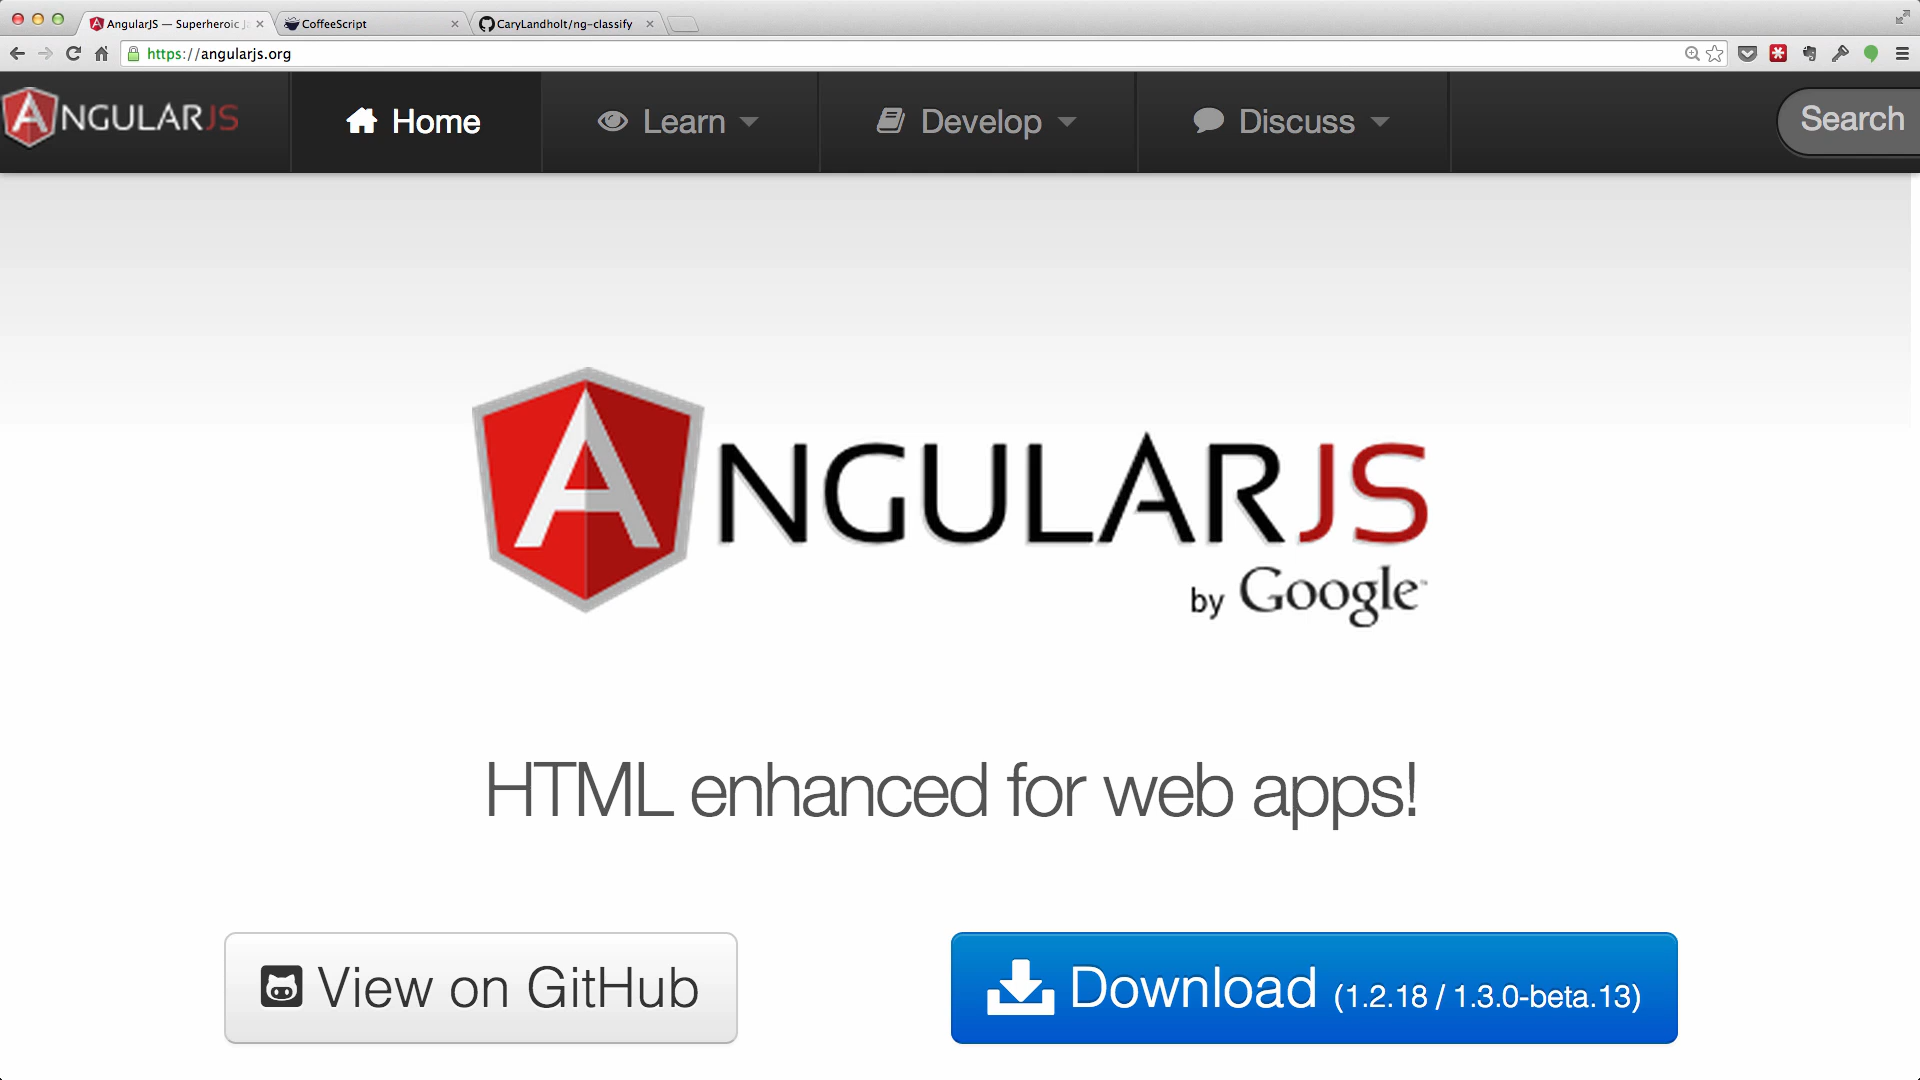 AngularJS — Superheroic J
CoffeeScript
CaryLandholt/ng-classify
https://angularjs.org
ANGULARJS
Home
Learn
Develop
Discuss
Search
ANGULARJS
by Google™
HTML enhanced for web apps!
View on GitHub
Download (1.2.18 / 1.3.0-beta.13)